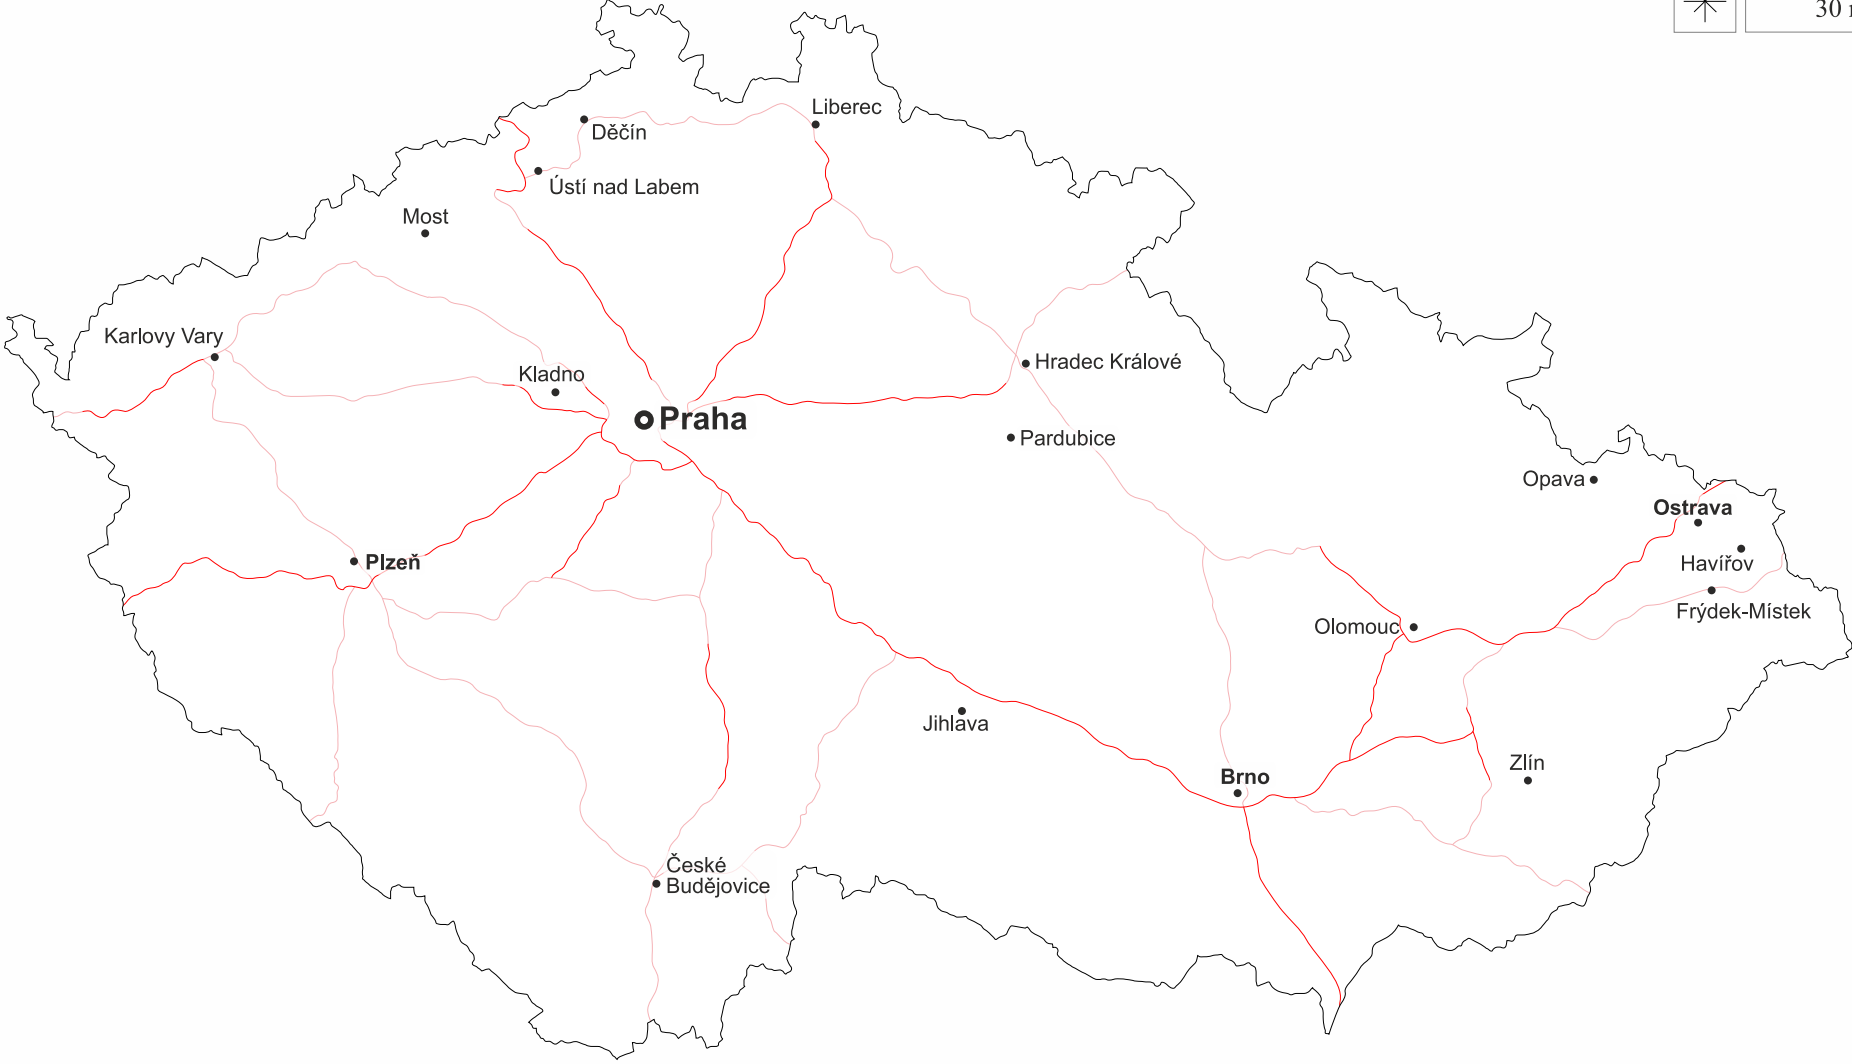 30
Liberec
Děčín
Ústí nad Labem
Most
Karlovy Vary
Kladno
Hradec Králové
Praha
Pardubice
Opava
Ostrava
Plzeň
Havířov
Frýdek-Místek
Olomouc
Jihlava
Zlín
Brno
České
Budějovice